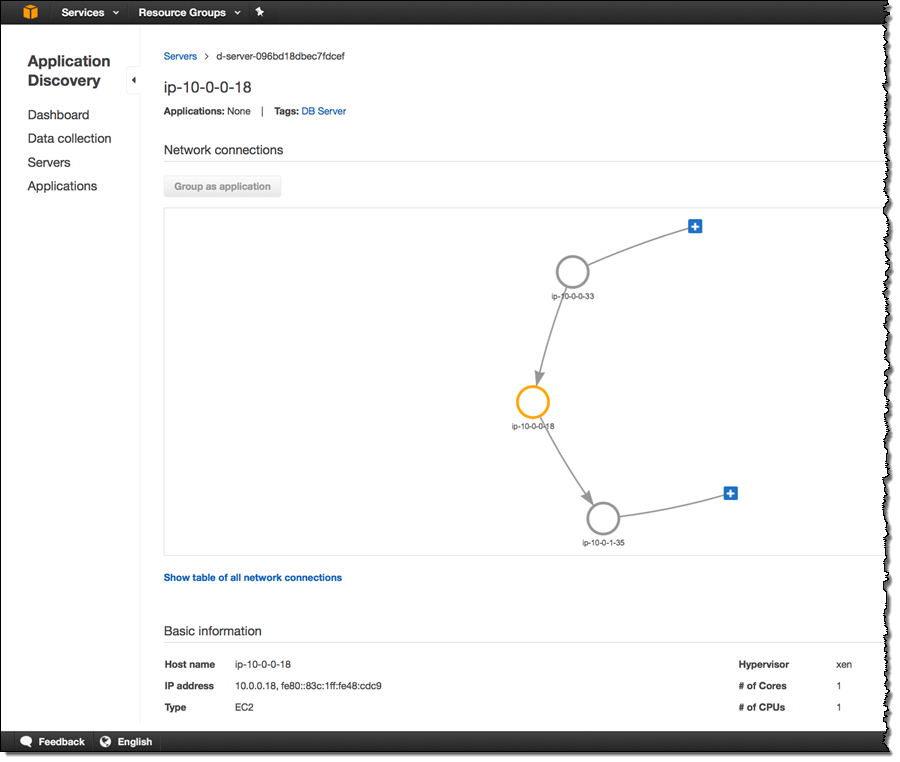 Services Resource Groups
Application
Discovery
Dashboard
Data collection
Servers
Applications
Servers > d-server-096bd18dbec7fdcef
ip-10-0-0-18
Applications: None | Tags: DB Server
Network connections
Group as application
ip-10-0-0-33
ip-10-0-0-18
ip-10-0-1-35
Show table of all network connections
Basic information
Host name ip-10-0-0-18 Hypervisor xen
IP address 10.0.0.18, fe80::83c:1ff:fe48:cdc9 # of Cores 1
Type EC2 # of CPUs 1
Feedback English